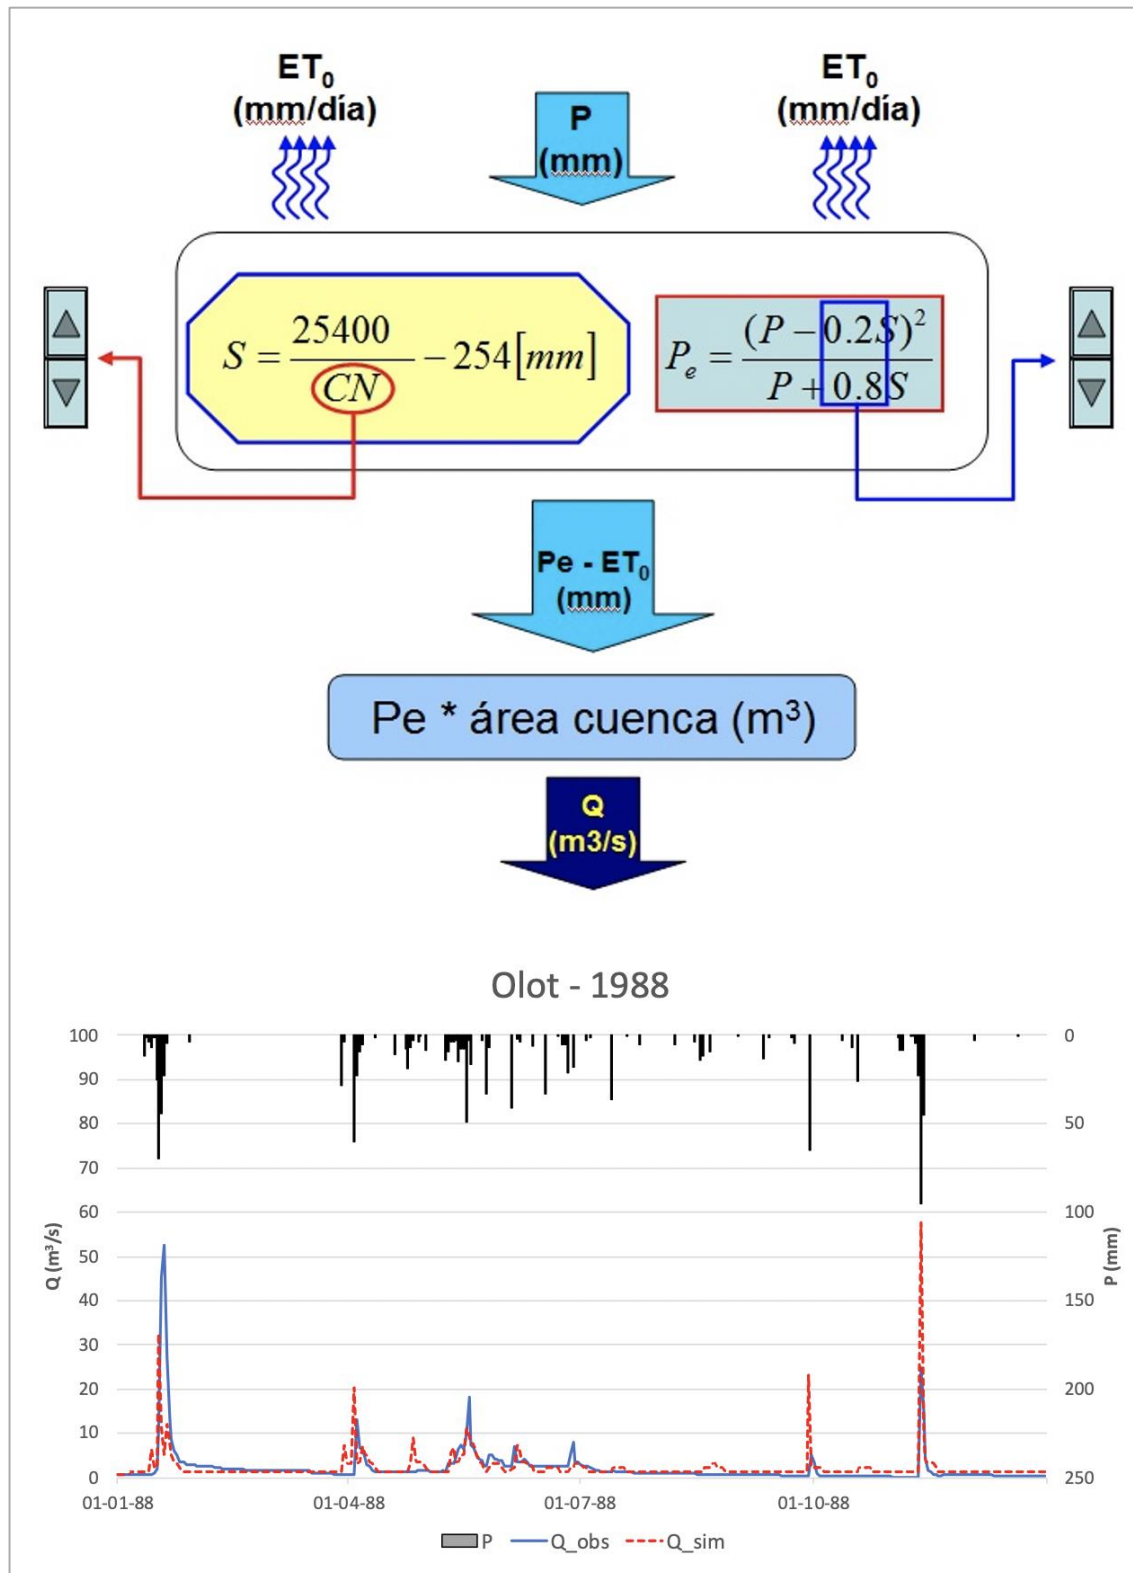 ET₀
(mm/día)
P
(mm)
ET₀
(mm/día)
S = 25400 / CN − 254 [mm]
Pₑ = (P − 0.2S)² / P + 0.8S
Pe - ET₀
(mm)
Pe * área cuenca (m³)
Q
(m3/s)
Olot - 1988
100
90
80
70
60
50
40
30
20
10
0
Q (m³/s)
0
50
100
150
200
250
P (mm)
01-01-88 01-04-88 01-07-88 01-10-88
P Q_obs Q_sim